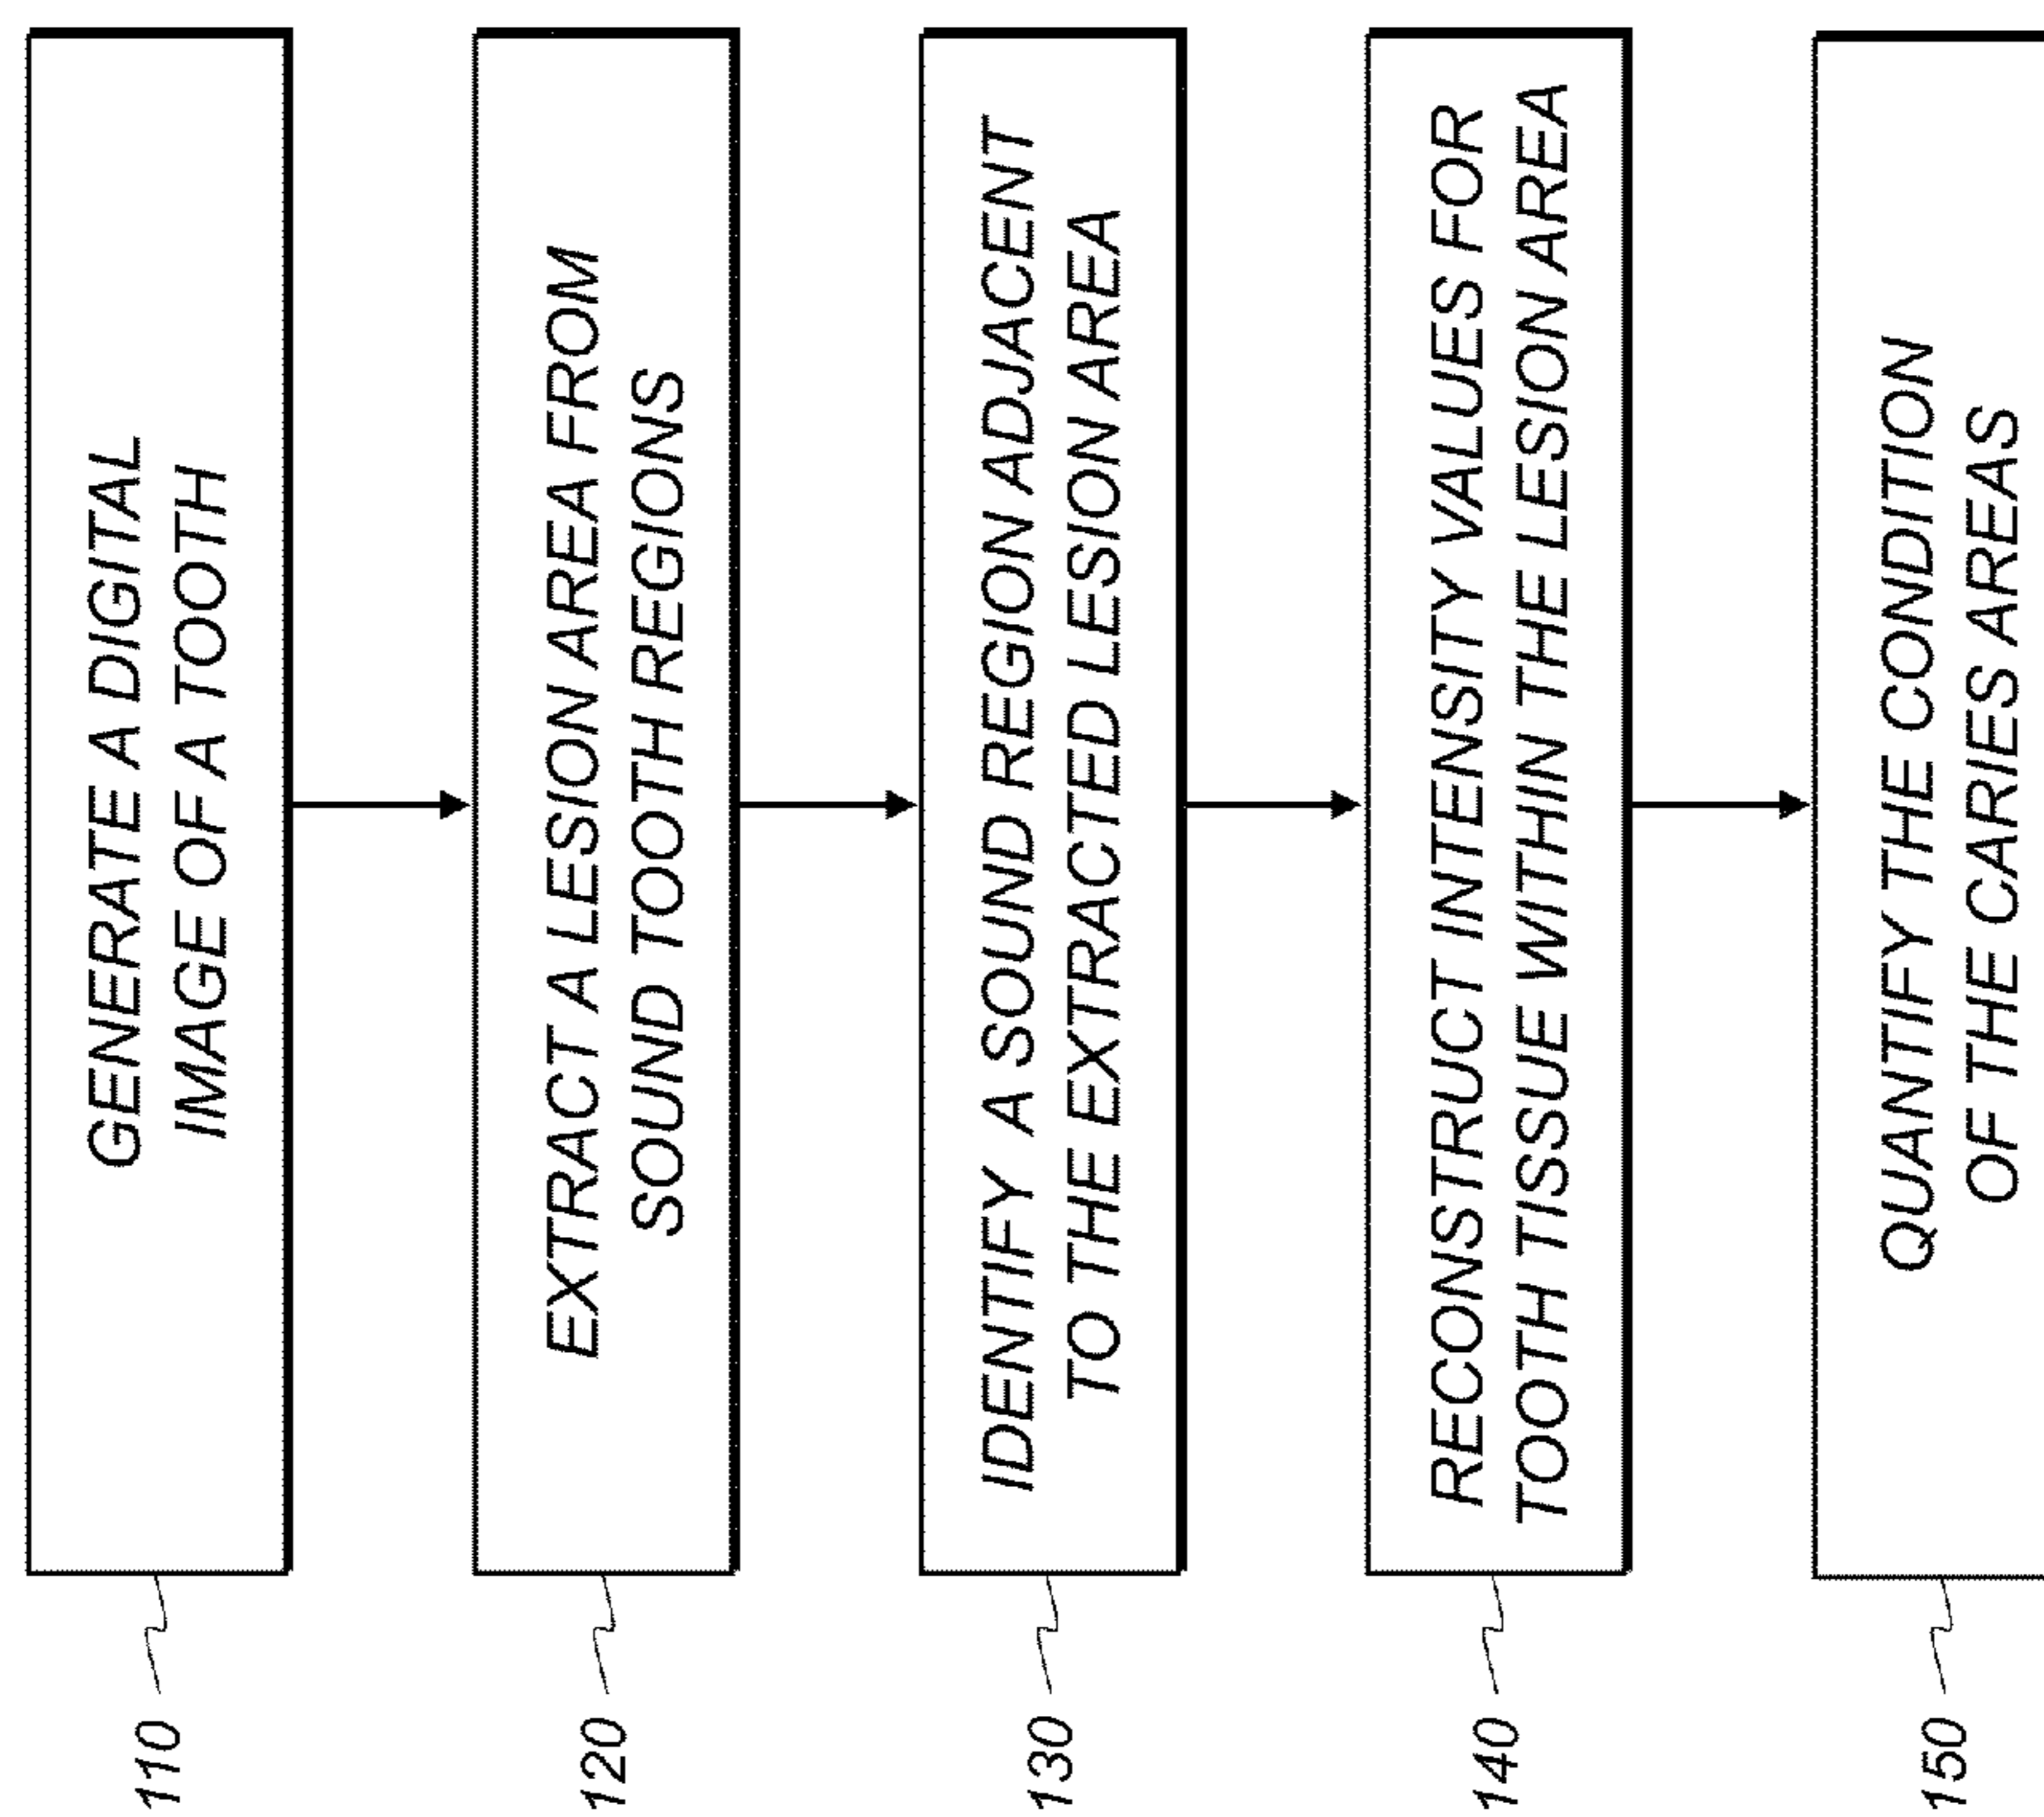 110
GENERATE A DIGITAL
IMAGE OF A TOOTH
120
EXTRACT A LESION AREA FROM
SOUND TOOTH REGIONS
130
IDENTIFY A SOUND REGION ADJACENT
TO THE EXTRACTED LESION AREA
140
RECONSTRUCT INTENSITY VALUES FOR
TOOTH TISSUE WITHIN THE LESION AREA
150
QUANTIFY THE CONDITION
OF THE CARIES AREAS